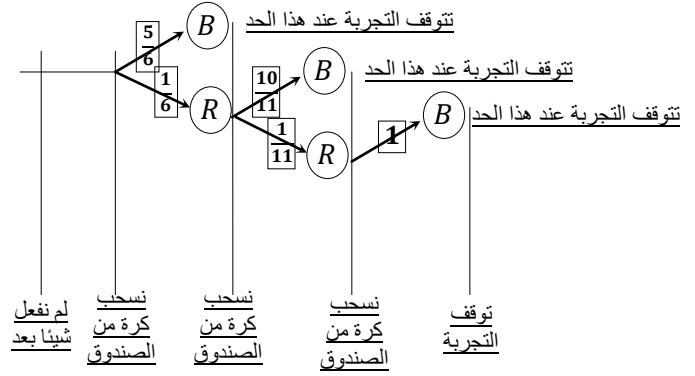 تتوقف التجربة عند هذا الحد
B
5
6
1
6
R
B
تتوقف التجربة عند هذا الحد
10
11
1
11
R
1
B
تتوقف التجربة عند هذا الحد
لم نفعل
شيئا بعد
نسحب
كرة من
الصندوق
نسحب
كرة من
الصندوق
نسحب
كرة من
الصندوق
توقف
التجربة